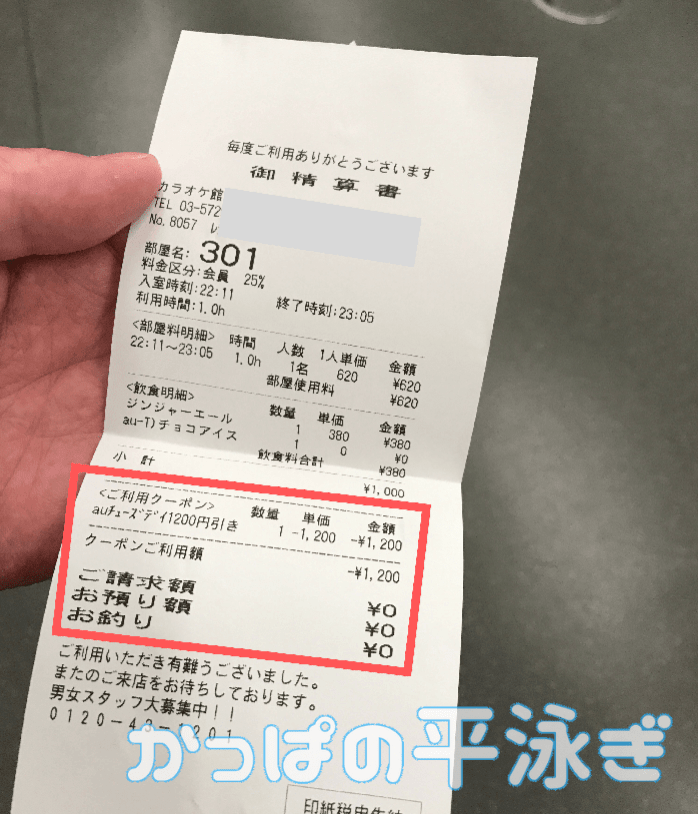 毎度ご利用ありがとうございます
御精算書
カラオケ館
TEL 03-572
No.8057
部屋名: 301
料金区分:会員 25%
入室時刻:22:11 終了時刻:23:05
利用時間:1.0h
<部屋料明細> 時間 人数 1人単価 金額
22:11～23:05 1.0h 1名 620 ¥620
部屋使用料 ¥620
<飲食明細> 数量 単価 金額
ジンジャーエール 1 380 ¥380
au-T)チョコアイス 1 0 ¥0
飲食料合計 ¥380
小計 ¥1,000
<ご利用クーポン> 数量 単価 金額
auﾁｭｰｽﾞﾃﾞｲ1200円引き 1 -1,200 -¥1,200
クーポンご利用額 -¥1,200
ご請求額 ¥0
お預り額 ¥0
お釣り ¥0
ご利用いただき有難うございました。
またのご来店をお待ちしております。
男女スタッフ大募集中！！
0120-4
かっぱの平泳ぎ